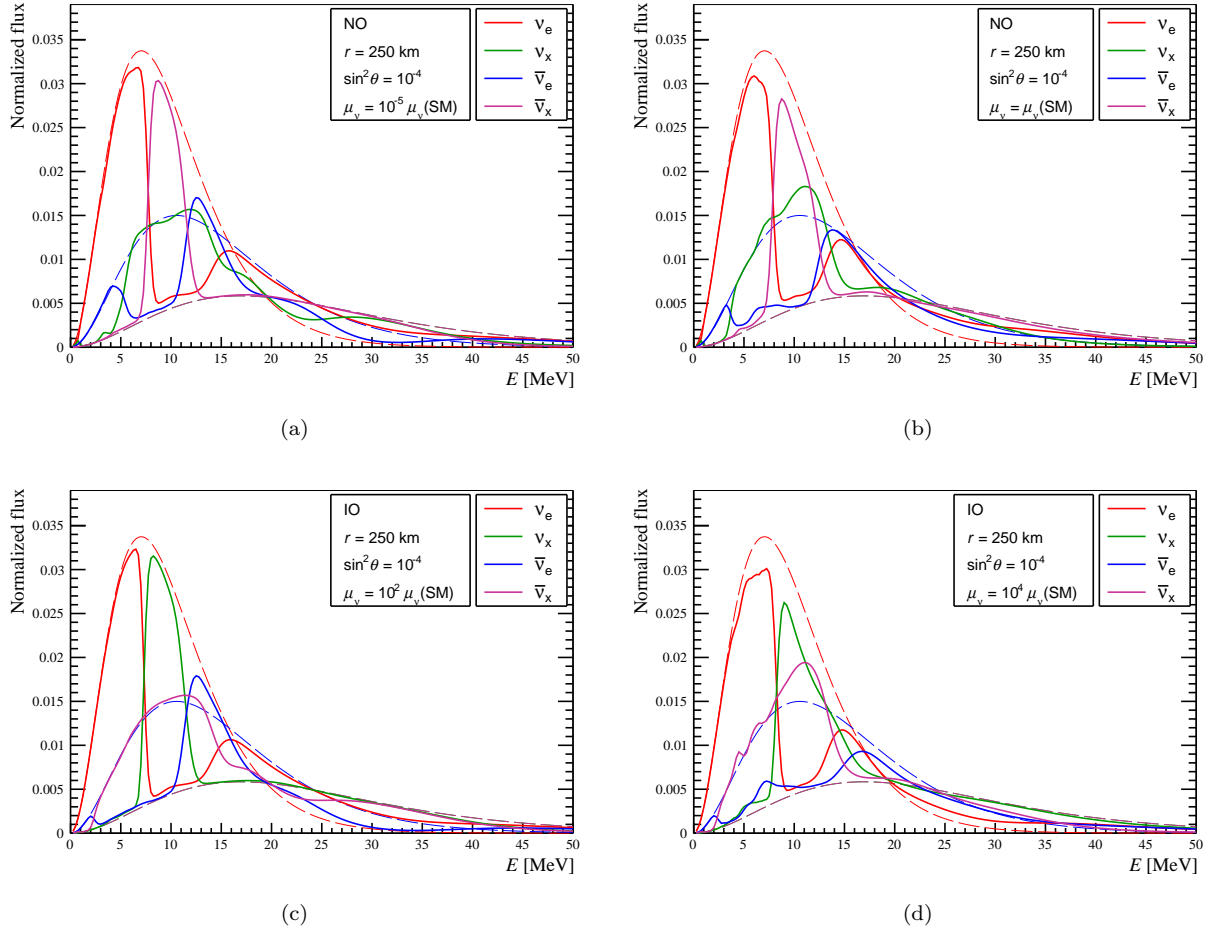 Normalized flux
0.035
0.03
0.025
0.02
0.015
0.01
0.005
0
0 5 10 15 20 25 30 35 40 45 50
E [MeV]
NO
r = 250 km
sin²θ = 10⁻⁴
μᵥ = 10⁻⁵ μᵥ(SM)
νₑ
νₓ
ν̅ₑ
ν̅ₓ
(a)
Normalized flux
0.035
0.03
0.025
0.02
0.015
0.01
0.005
0
0 5 10 15 20 25 30 35 40 45 50
E [MeV]
NO
r = 250 km
sin²θ = 10⁻⁴
μᵥ = μᵥ(SM)
νₑ
νₓ
ν̅ₑ
ν̅ₓ
(b)
Normalized flux
0.035
0.03
0.025
0.02
0.015
0.01
0.005
0
0 5 10 15 20 25 30 35 40 45 50
E [MeV]
IO
r = 250 km
sin²θ = 10⁻⁴
μᵥ = 10² μᵥ(SM)
νₑ
νₓ
ν̅ₑ
ν̅ₓ
(c)
Normalized flux
0.035
0.03
0.025
0.02
0.015
0.01
0.005
0
0 5 10 15 20 25 30 35 40 45 50
E [MeV]
IO
r = 250 km
sin²θ = 10⁻⁴
μᵥ = 10⁴ μᵥ(SM)
νₑ
νₓ
ν̅ₑ
ν̅ₓ
(d)